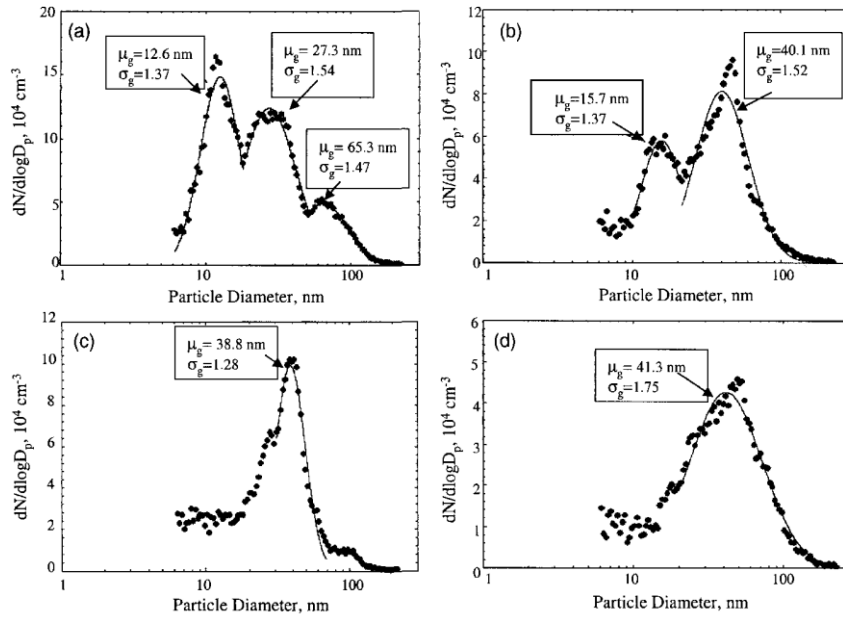 (a)
μg=12.6 nm
σg=1.37
μg=27.3 nm
σg=1.54
μg=65.3 nm
σg=1.47
20
15
10
5
0
dN/dlogDp, 10⁴ cm⁻³
1
10
100
Particle Diameter, nm
(b)
μg=40.1 nm
σg=1.52
μg=15.7 nm
σg=1.37
12
10
8
6
4
2
0
dN/dlogDp, 10⁴ cm⁻³
1
10
100
Particle Diameter, nm
(c)
μg= 38.8 nm
σg=1.28
12
10
8
6
4
2
0
dN/dlogDp, 10⁴ cm⁻³
1
10
100
Particle Diameter, nm
(d)
μg= 41.3 nm
σg=1.75
6
5
4
3
2
1
0
dN/dlogDp, 10⁴ cm⁻³
1
10
100
Particle Diameter, nm